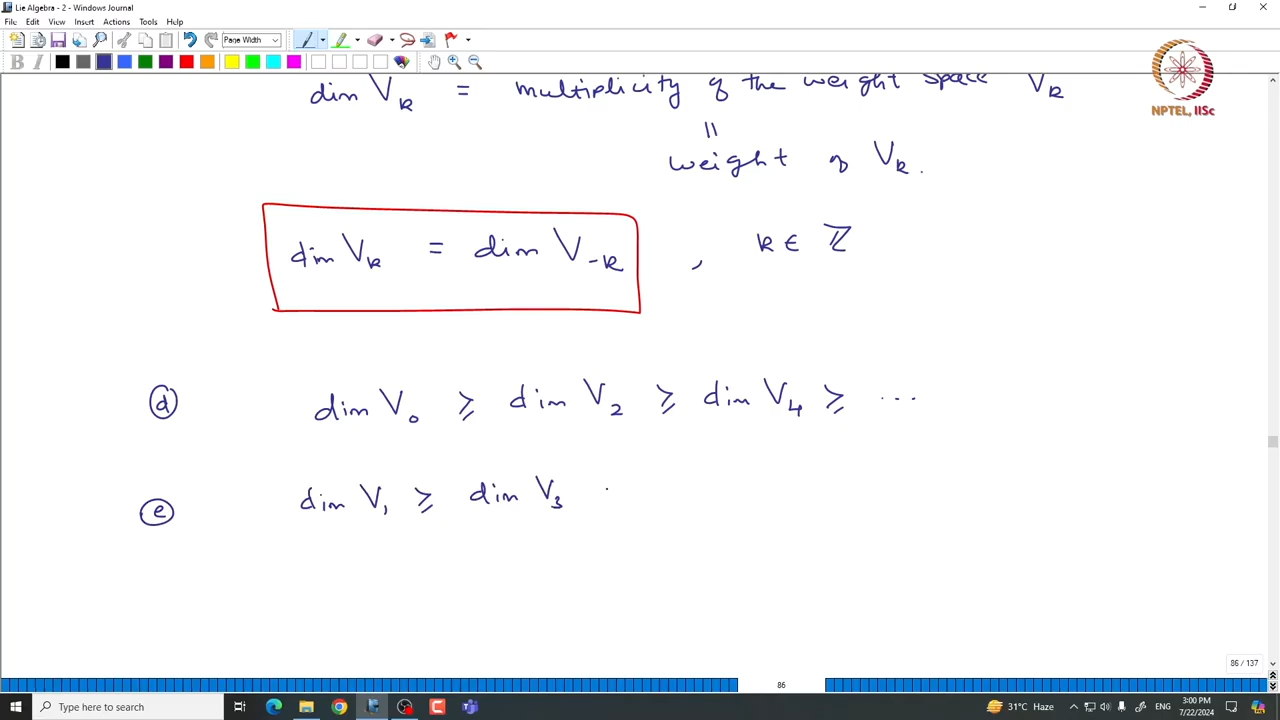 Lie Algebra - 2 - Windows Journal
File Edit View Insert Actions Tools Help
Page Width
B I
NPTEL, IISc
dim V_k = multiplicity of the weight space V_k
||
weight of V_k.
dim V_k = dim V_{-k} , k ∈ ℤ
ⓓ dim V_0 ≥ dim V_2 ≥ dim V_4 ≥ ...
ⓔ dim V_1 ≥ dim V_3
86 / 137
86
Type here to search
31°C Haze
ENG
3:00 PM
7/22/2024